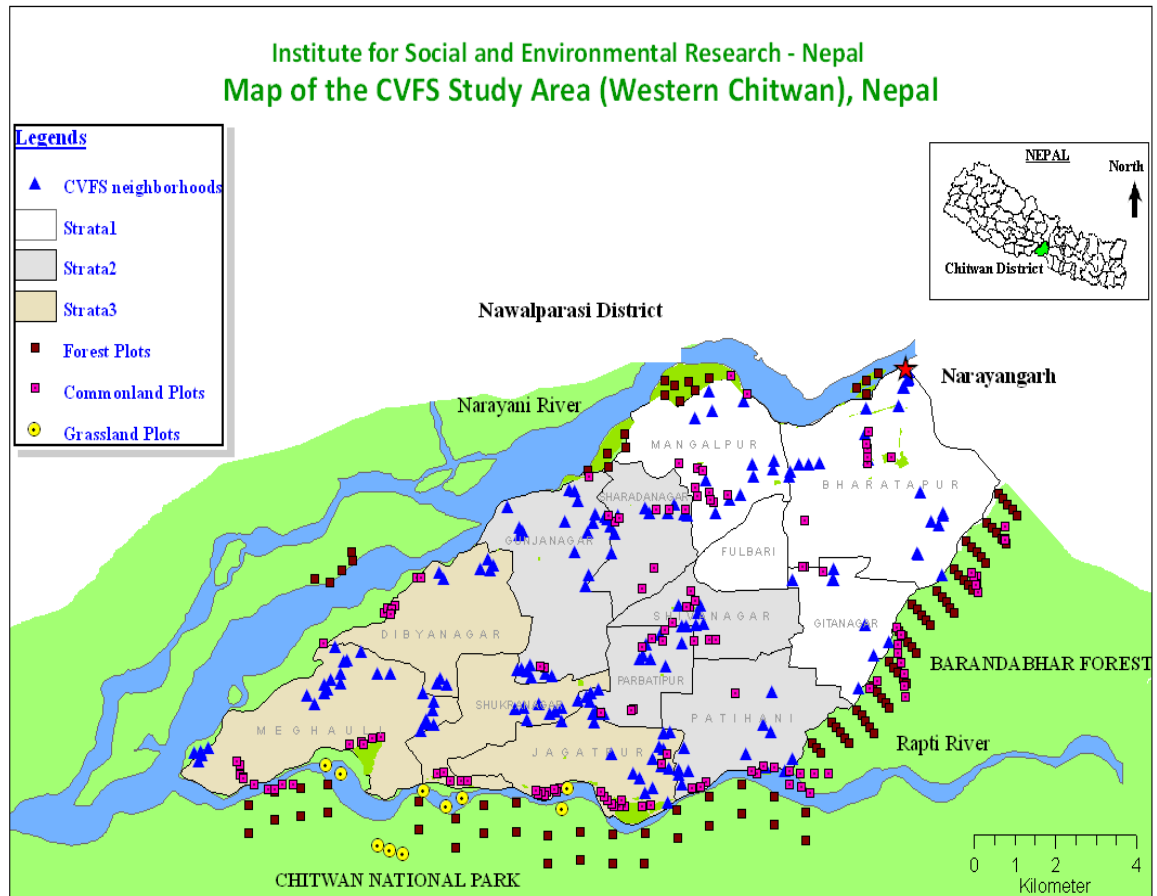 Institute for Social and Environmental Research - Nepal
Map of the CVFS Study Area (Western Chitwan), Nepal
Legends
CVFS neighborhoods
Strata1
Strata2
Strata3
Forest Plots
Commonland Plots
Grassland Plots
NEPAL
North
Chitwan District
Nawalparasi District
Narayangarh
Narayani River
MANGALPUR
BHARATAPUR
SHARADANAGAR
GUNJANAGAR
FULBARI
SHIVANAGAR
GITANAGAR
DIBYANAGAR
BARANDABHAR FOREST
PARBATIPUR
SHUKRANAGAR
PATIHANI
MEGHAULI
JAGATPUR
Rapti River
CHITWAN NATIONAL PARK
0 1 2 4
Kilometer